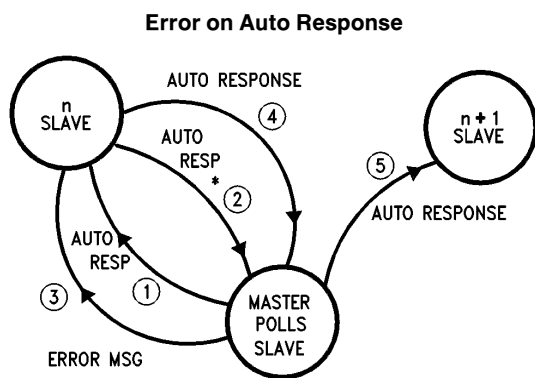 Error on Auto Response
n
SLAVE
AUTO RESPONSE
4
AUTO
RESP
*
2
n + 1
SLAVE
5
AUTO RESPONSE
AUTO
RESP
1
3
MASTER
POLLS
SLAVE
ERROR MSG